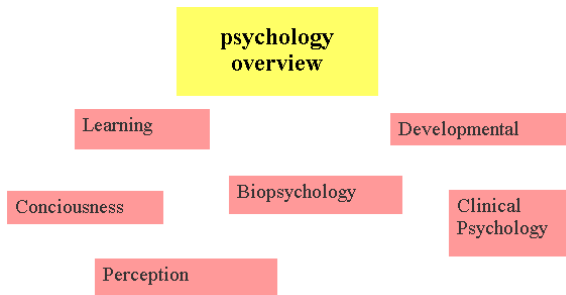 psychology
overview
Learning
Developmental
Biopsychology
Conciousness
Clinical
Psychology
Perception